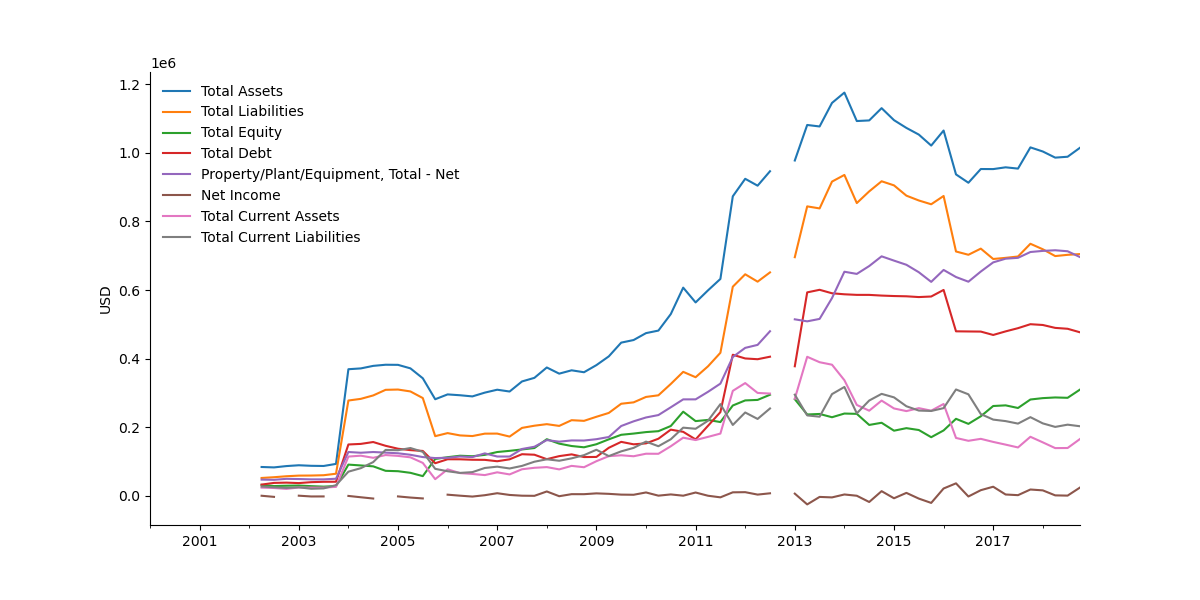 1e6
1.2
1.0
0.8
0.6
0.4
0.2
0.0
USD
Total Assets
Total Liabilities
Total Equity
Total Debt
Property/Plant/Equipment, Total - Net
Net Income
Total Current Assets
Total Current Liabilities
2001 2003 2005 2007 2009 2011 2013 2015 2017